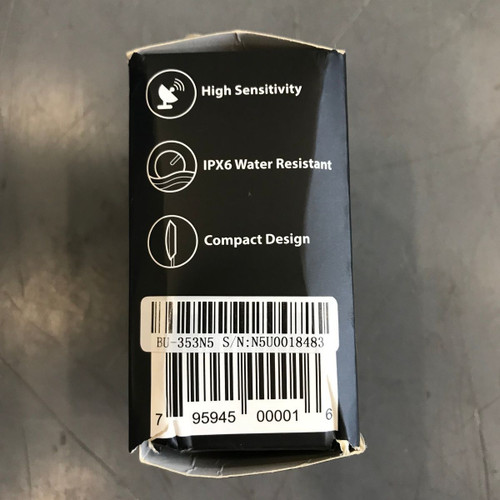 High Sensitivity
IPX6 Water Resistant
Compact Design
BU-353N5 S/N:N5U0018483
7 95945 00001 6